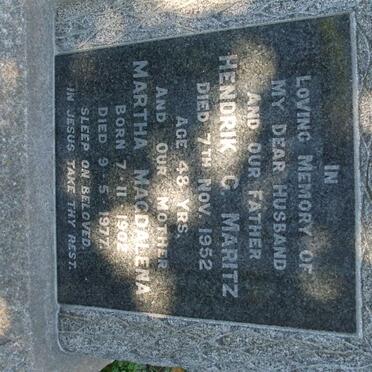 IN
LOVING MEMORY OF
MY DEAR HUSBAND
AND OUR FATHER
HENDRIK C. MARITZ
DIED 7TH NOV. 1952
AGE 48 YRS.
AND OUR MOTHER
MARTHA MAGDALENA
BORN 7 11 1907
DIED 9 5 1977.
SLEEP ON BELOVED,
IN JESUS TAKE THY REST.